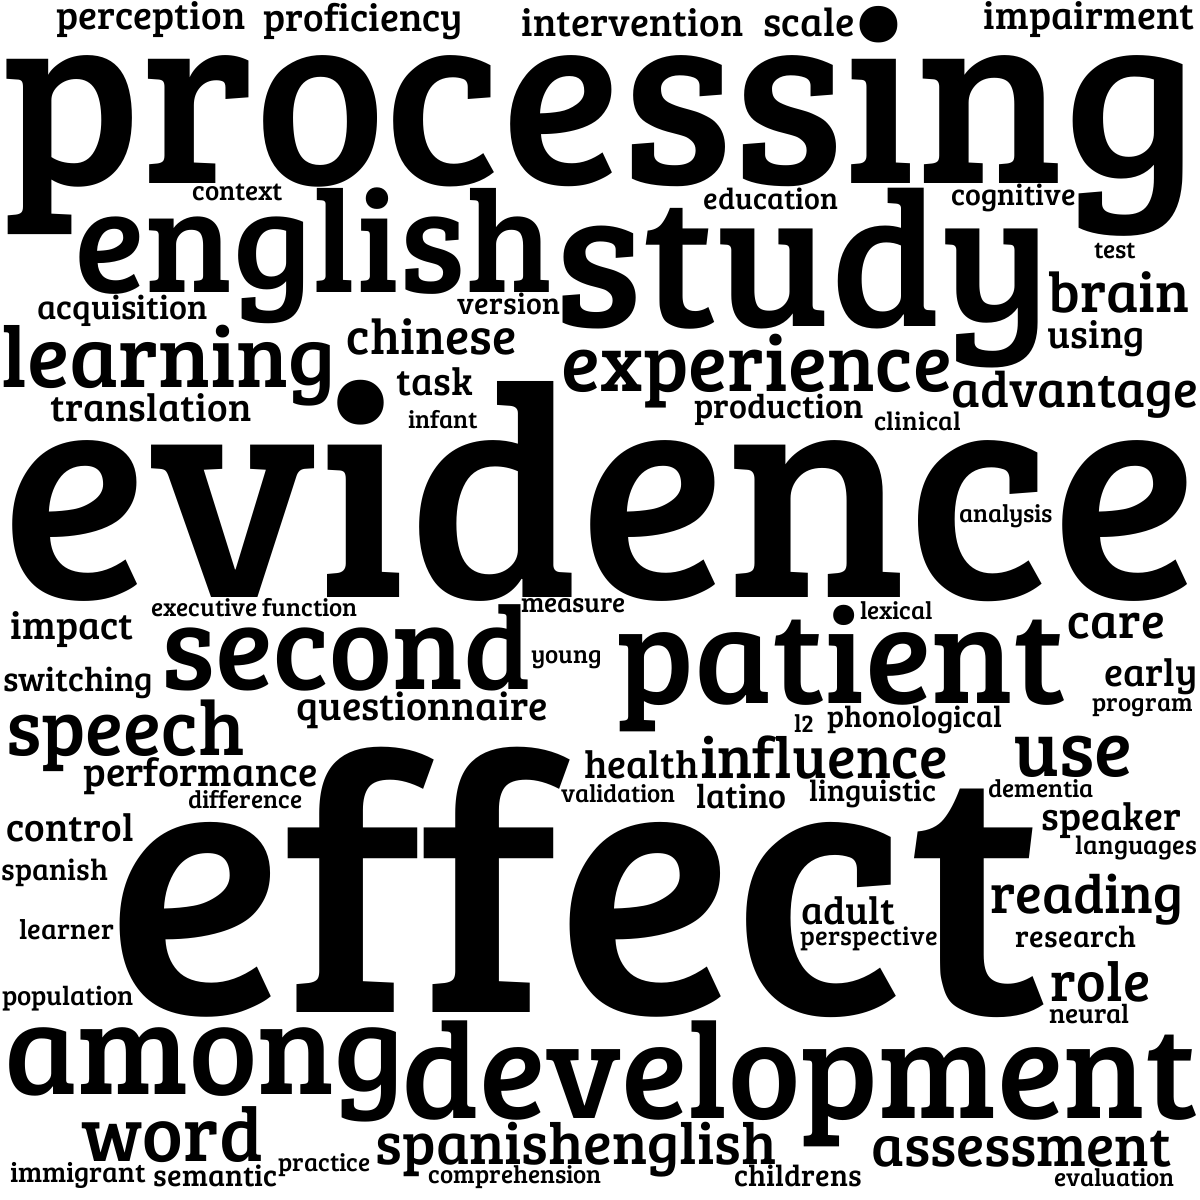 perception proficiency intervention scale impairment
processing
context education cognitive
english study
test
acquisition version brain
learning chinese experience using
task advantage
translation infant production clinical
evidence
analysis
executive function measure lexical
impact second patient care
young
switching early
questionnaire program
speech l2 phonological
performance health influence use
difference validation latino linguistic dementia
effect
control speaker
languages
spanish
reading
adult
learner perspective research
role
population
neural
among development
word spanishenglish assessment
immigrant semantic practice comprehension childrens evaluation